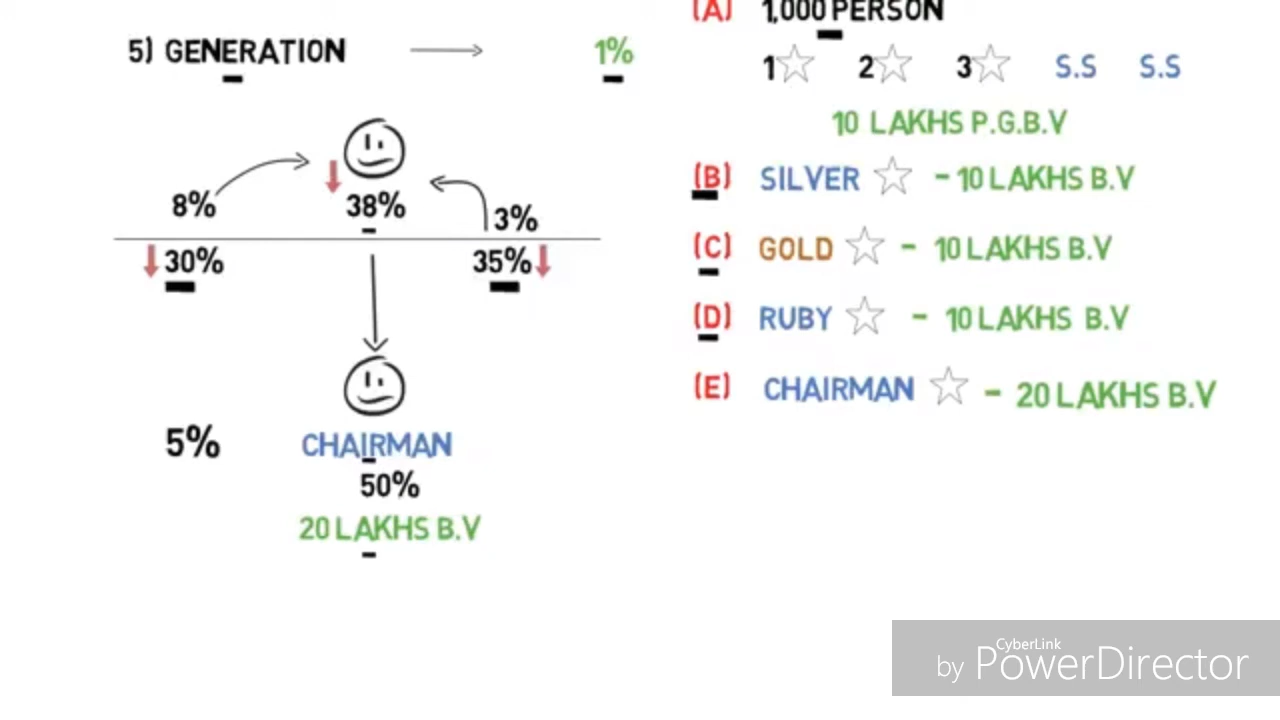 5) GENERATION 1%
8% 38% 3%
30% 35%
5% CHAIRMAN
50%
20 LAKHS B.V
(A) 1,000 PERSON
1 2 3 S.S S.S
10 LAKHS P.G.B.V
(B) SILVER - 10 LAKHS B.V
(C) GOLD - 10 LAKHS B.V
(D) RUBY - 10 LAKHS B.V
(E) CHAIRMAN - 20 LAKHS B.V
CyberLink
by PowerDirector